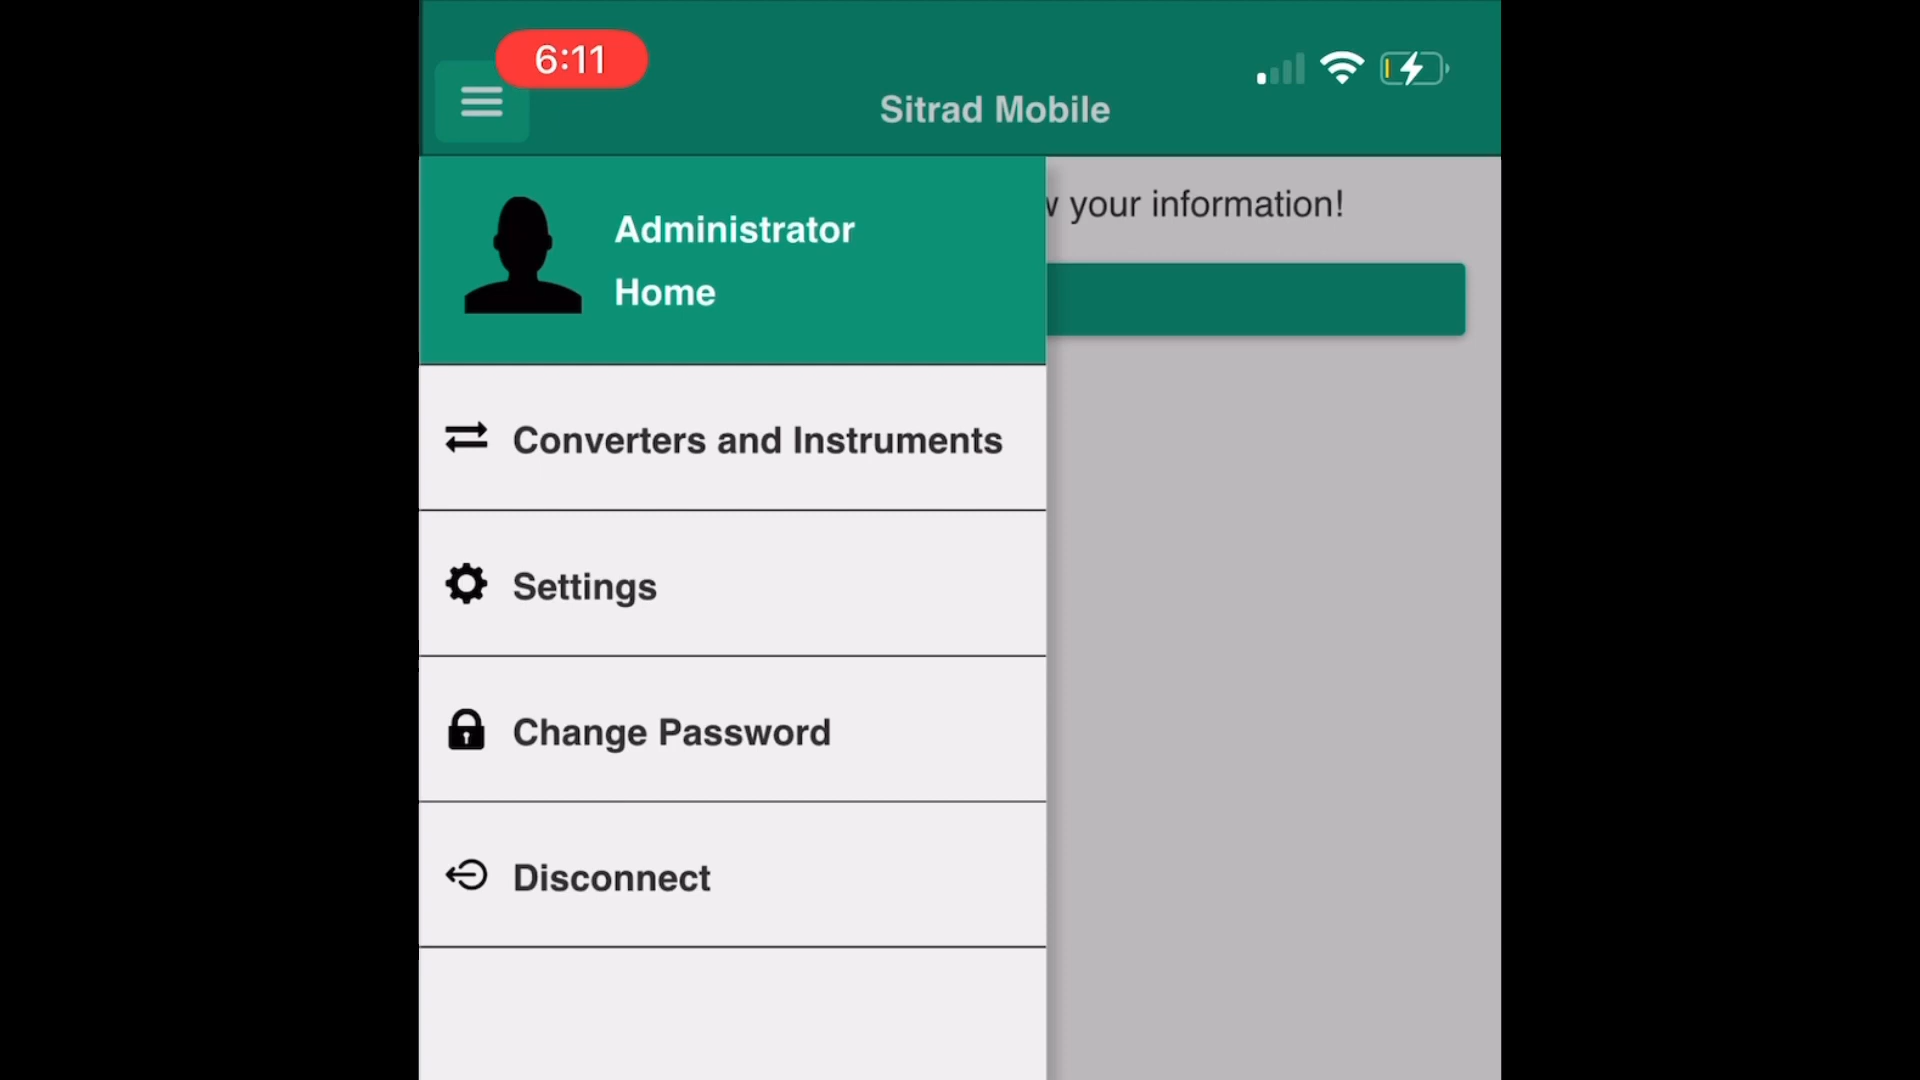 6:11
Sitrad Mobile
your information!
Administrator
Home
Converters and Instruments
Settings
Change Password
Disconnect